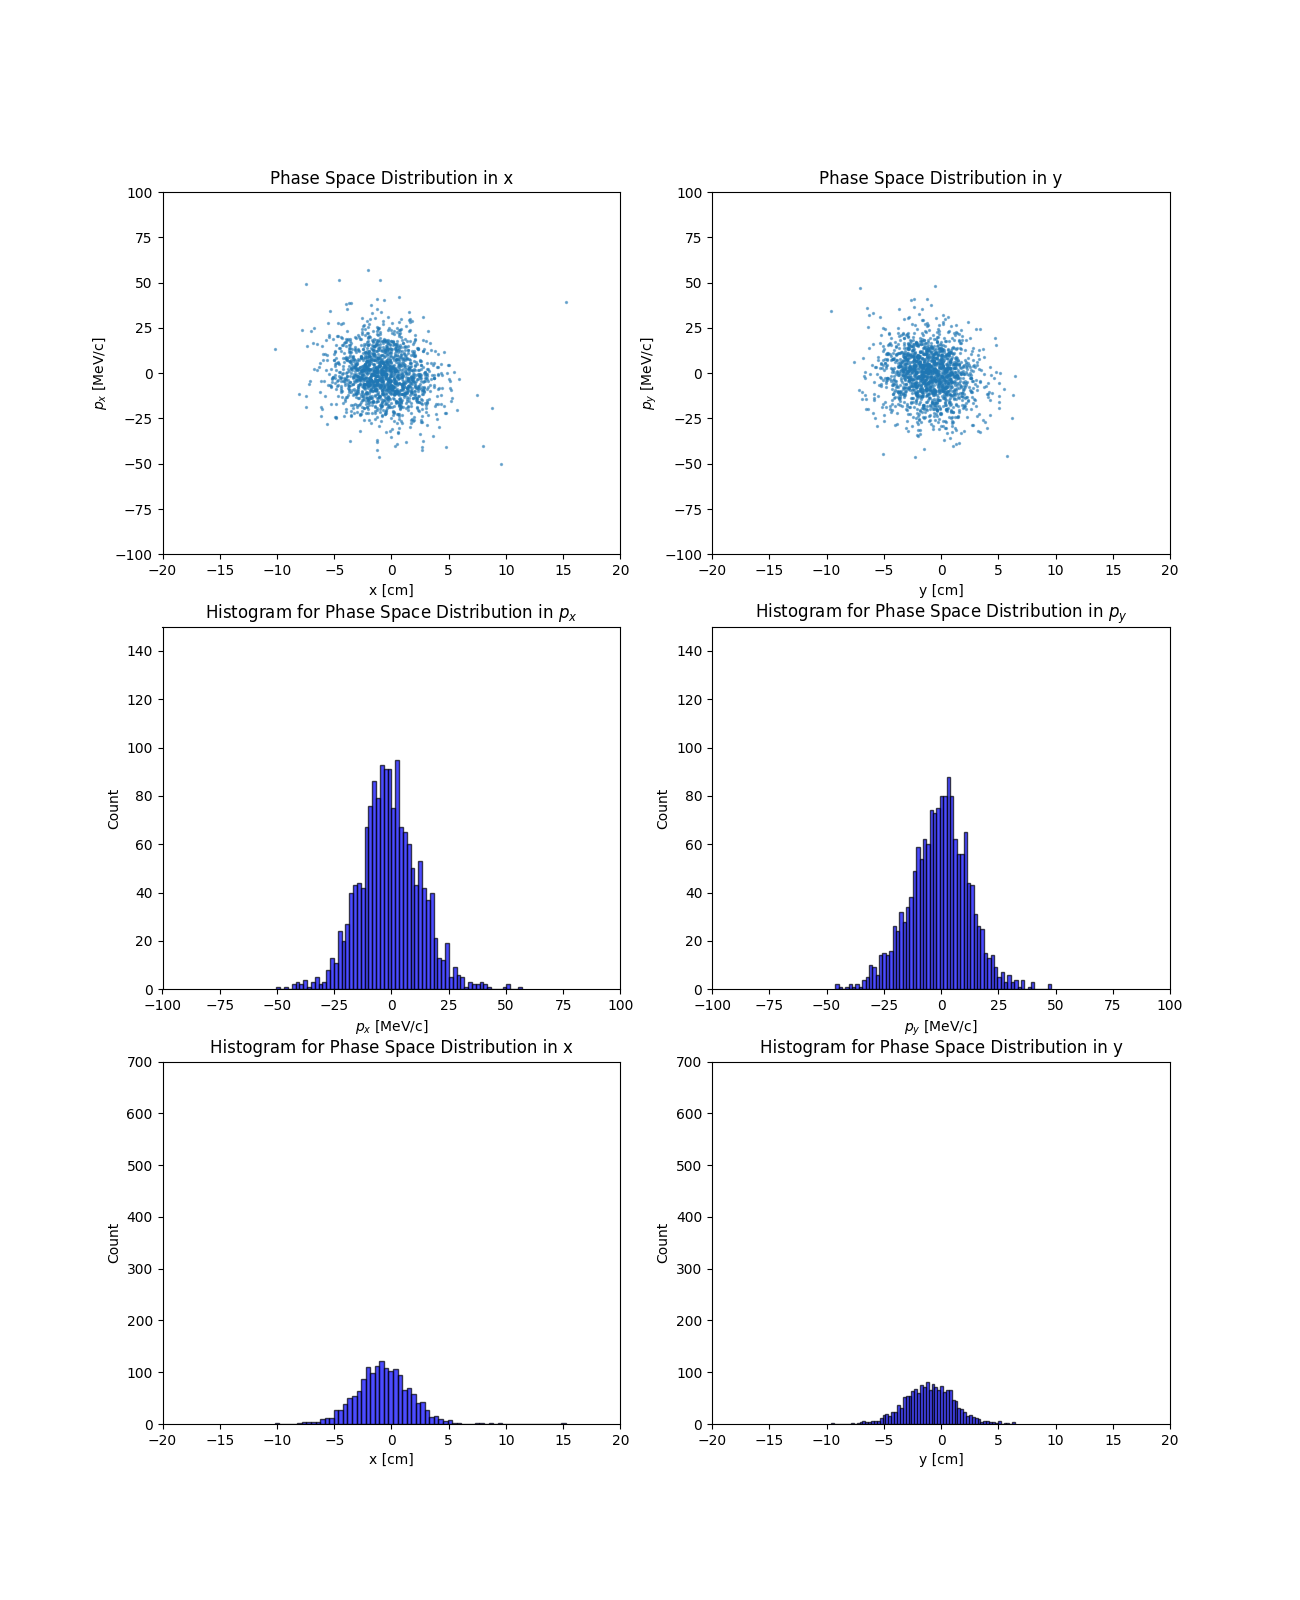 Phase Space Distribution in x
Phase Space Distribution in y
100
75
50
25
0
−25
−50
−75
−100
p_x [MeV/c]
−20 −15 −10 −5 0 5 10 15 20
x [cm]
100
75
50
25
0
−25
−50
−75
−100
p_y [MeV/c]
−20 −15 −10 −5 0 5 10 15 20
y [cm]
Histogram for Phase Space Distribution in p_x
Histogram for Phase Space Distribution in p_y
140
120
100
80
60
40
20
0
Count
−100 −75 −50 −25 0 25 50 75 100
p_x [MeV/c]
140
120
100
80
60
40
20
0
Count
−100 −75 −50 −25 0 25 50 75 100
p_y [MeV/c]
Histogram for Phase Space Distribution in x
Histogram for Phase Space Distribution in y
700
600
500
400
300
200
100
0
Count
−20 −15 −10 −5 0 5 10 15 20
x [cm]
700
600
500
400
300
200
100
0
Count
−20 −15 −10 −5 0 5 10 15 20
y [cm]